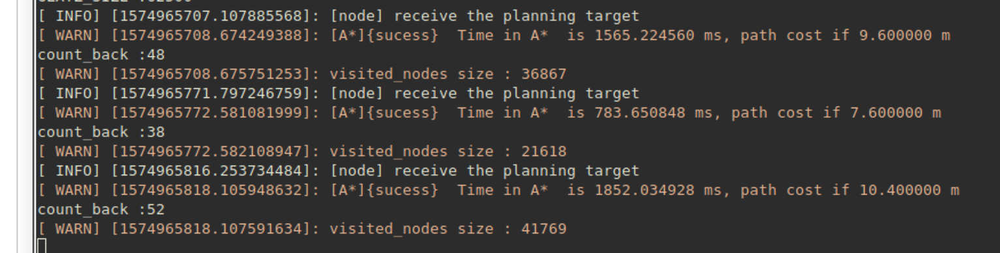 [ INFO] [1574965707.107885568]: [node] receive the planning target
[ WARN] [1574965708.674249388]: [A*]{sucess}  Time in A*  is 1565.224560 ms, path cost if 9.600000 m
count_back :48
[ WARN] [1574965708.675751253]: visited_nodes size : 36867
[ INFO] [1574965771.797246759]: [node] receive the planning target
[ WARN] [1574965772.581081999]: [A*]{sucess}  Time in A*  is 783.650848 ms, path cost if 7.600000 m
count_back :38
[ WARN] [1574965772.582108947]: visited_nodes size : 21618
[ INFO] [1574965816.253734484]: [node] receive the planning target
[ WARN] [1574965818.105948632]: [A*]{sucess}  Time in A*  is 1852.034928 ms, path cost if 10.400000 m
count_back :52
[ WARN] [1574965818.107591634]: visited_nodes size : 41769